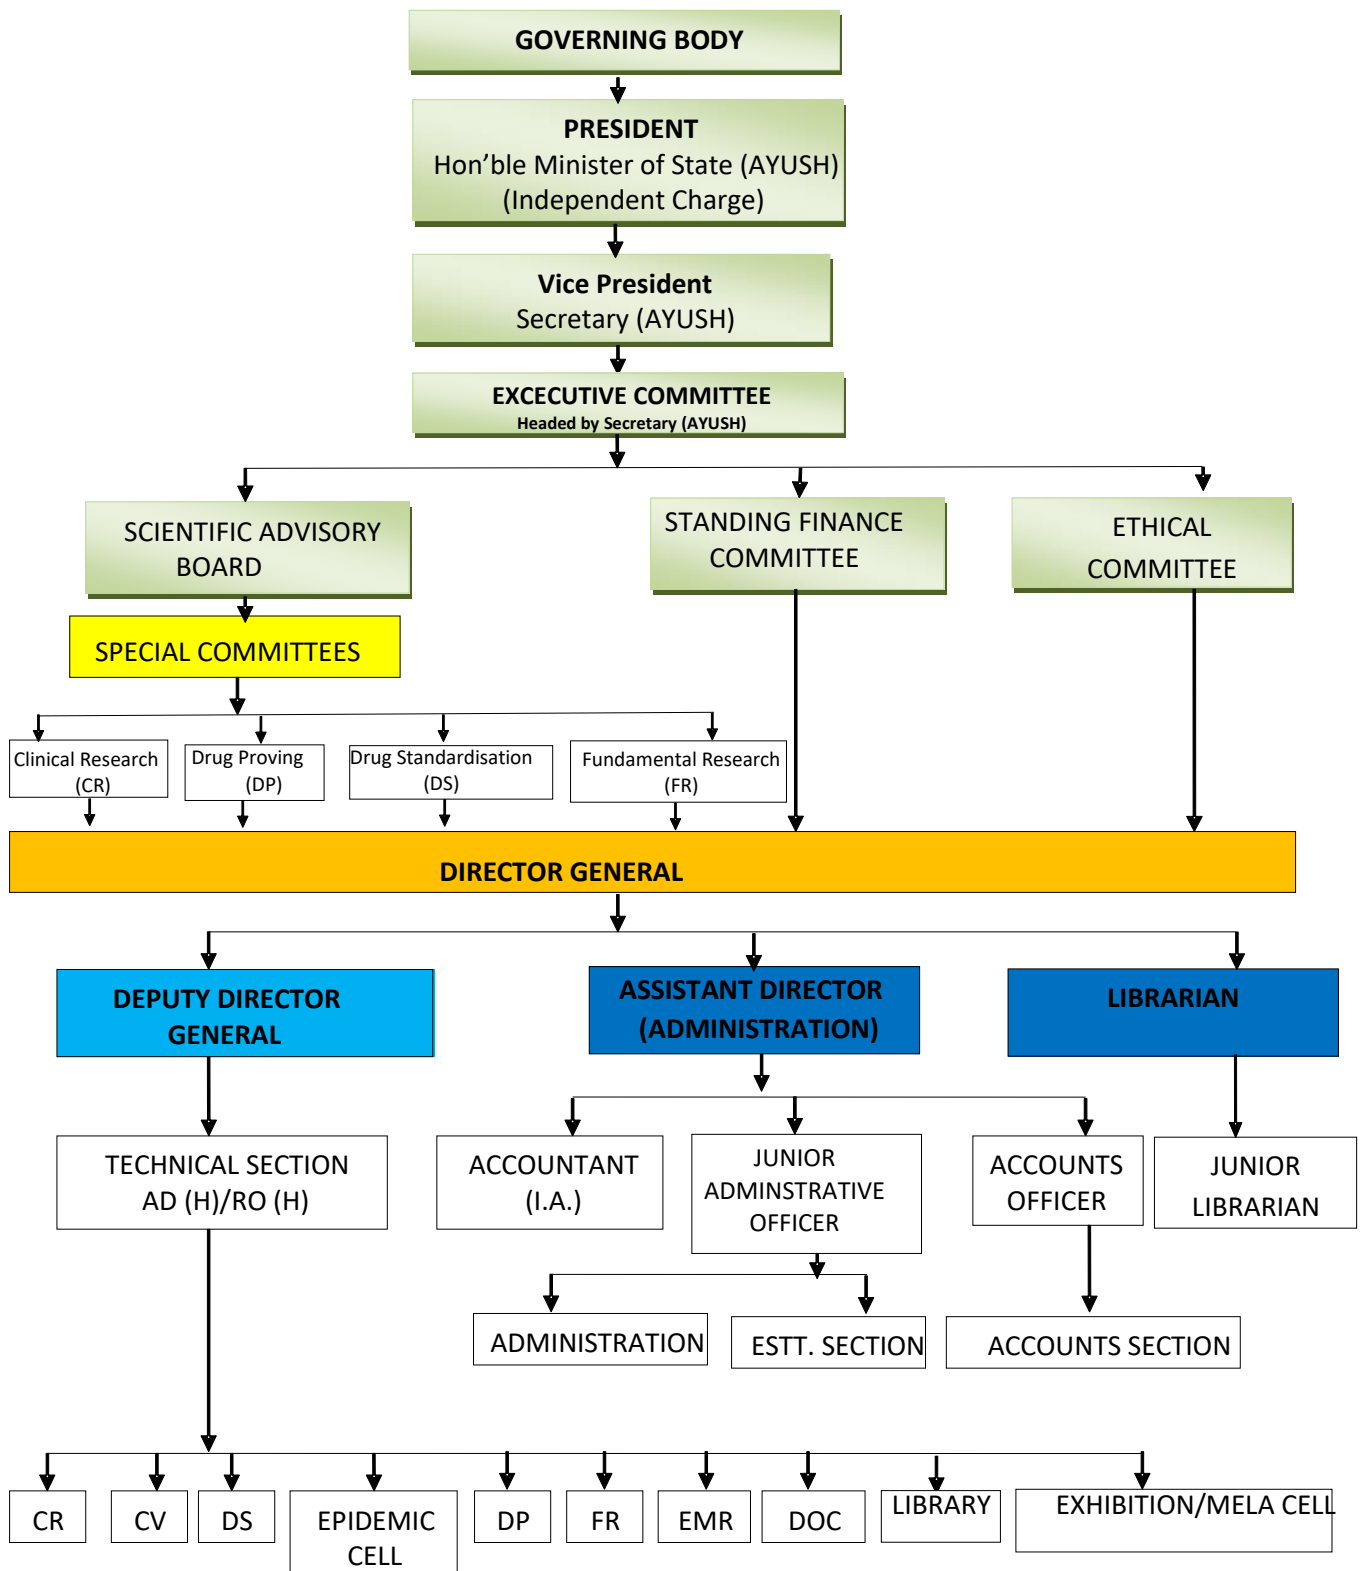 GOVERNING BODY
PRESIDENT
Hon’ble Minister of State (AYUSH)
(Independent Charge)
Vice President
Secretary (AYUSH)
EXCECUTIVE COMMITTEE
Headed by Secretary (AYUSH)
SCIENTIFIC ADVISORY
BOARD
STANDING FINANCE
COMMITTEE
ETHICAL
COMMITTEE
SPECIAL COMMITTEES
Clinical Research
(CR)
Drug Proving
(DP)
Drug Standardisation
(DS)
Fundamental Research
(FR)
DIRECTOR GENERAL
DEPUTY DIRECTOR
GENERAL
ASSISTANT DIRECTOR
(ADMINISTRATION)
LIBRARIAN
TECHNICAL SECTION
AD (H)/RO (H)
ACCOUNTANT
(I.A.)
JUNIOR
ADMINSTRATIVE
OFFICER
ACCOUNTS
OFFICER
JUNIOR
LIBRARIAN
ADMINISTRATION
ESTT. SECTION
ACCOUNTS SECTION
CR
CV
DS
EPIDEMIC
CELL
DP
FR
EMR
DOC
LIBRARY
EXHIBITION/MELA CELL